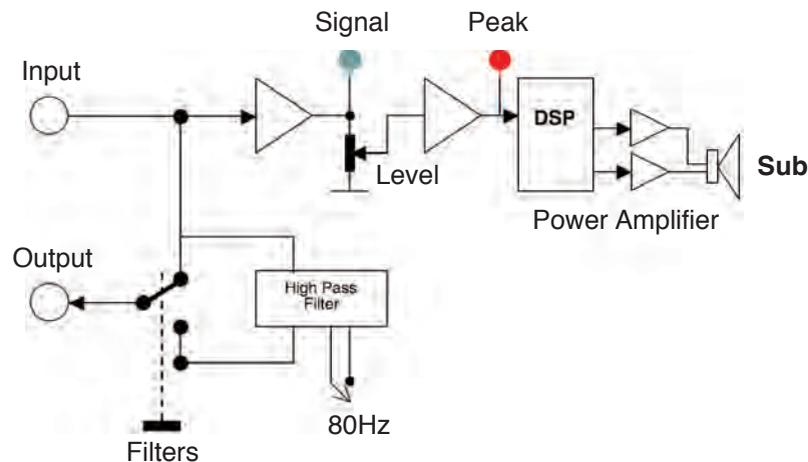 Signal
Peak
Input
DSP
Level
Sub
Power Amplifier
Output
High Pass
Filter
80Hz
Filters